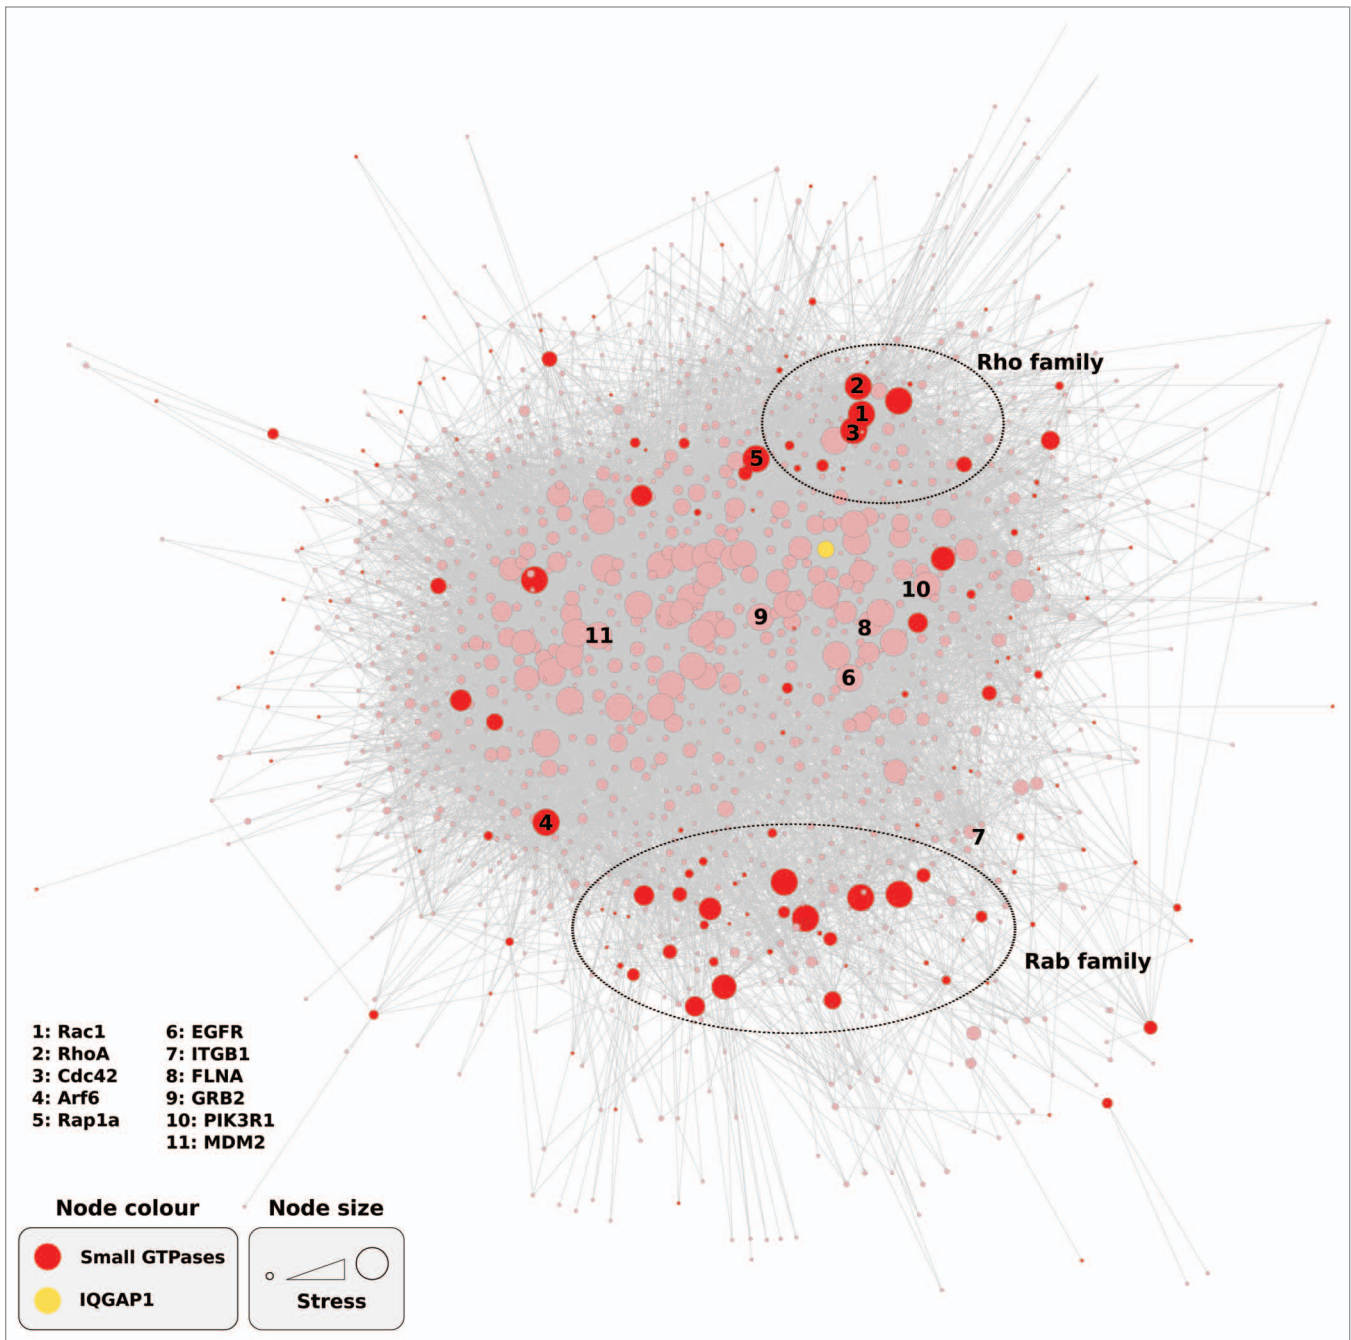 Rho family
2
1
3
5
10
9
8
11
6
4
7
Rab family
1: Rac1
2: RhoA
3: Cdc42
4: Arf6
5: Rap1a
6: EGFR
7: ITGB1
8: FLNA
9: GRB2
10: PIK3R1
11: MDM2
Node colour
Small GTPases
IQGAP1
Node size
Stress